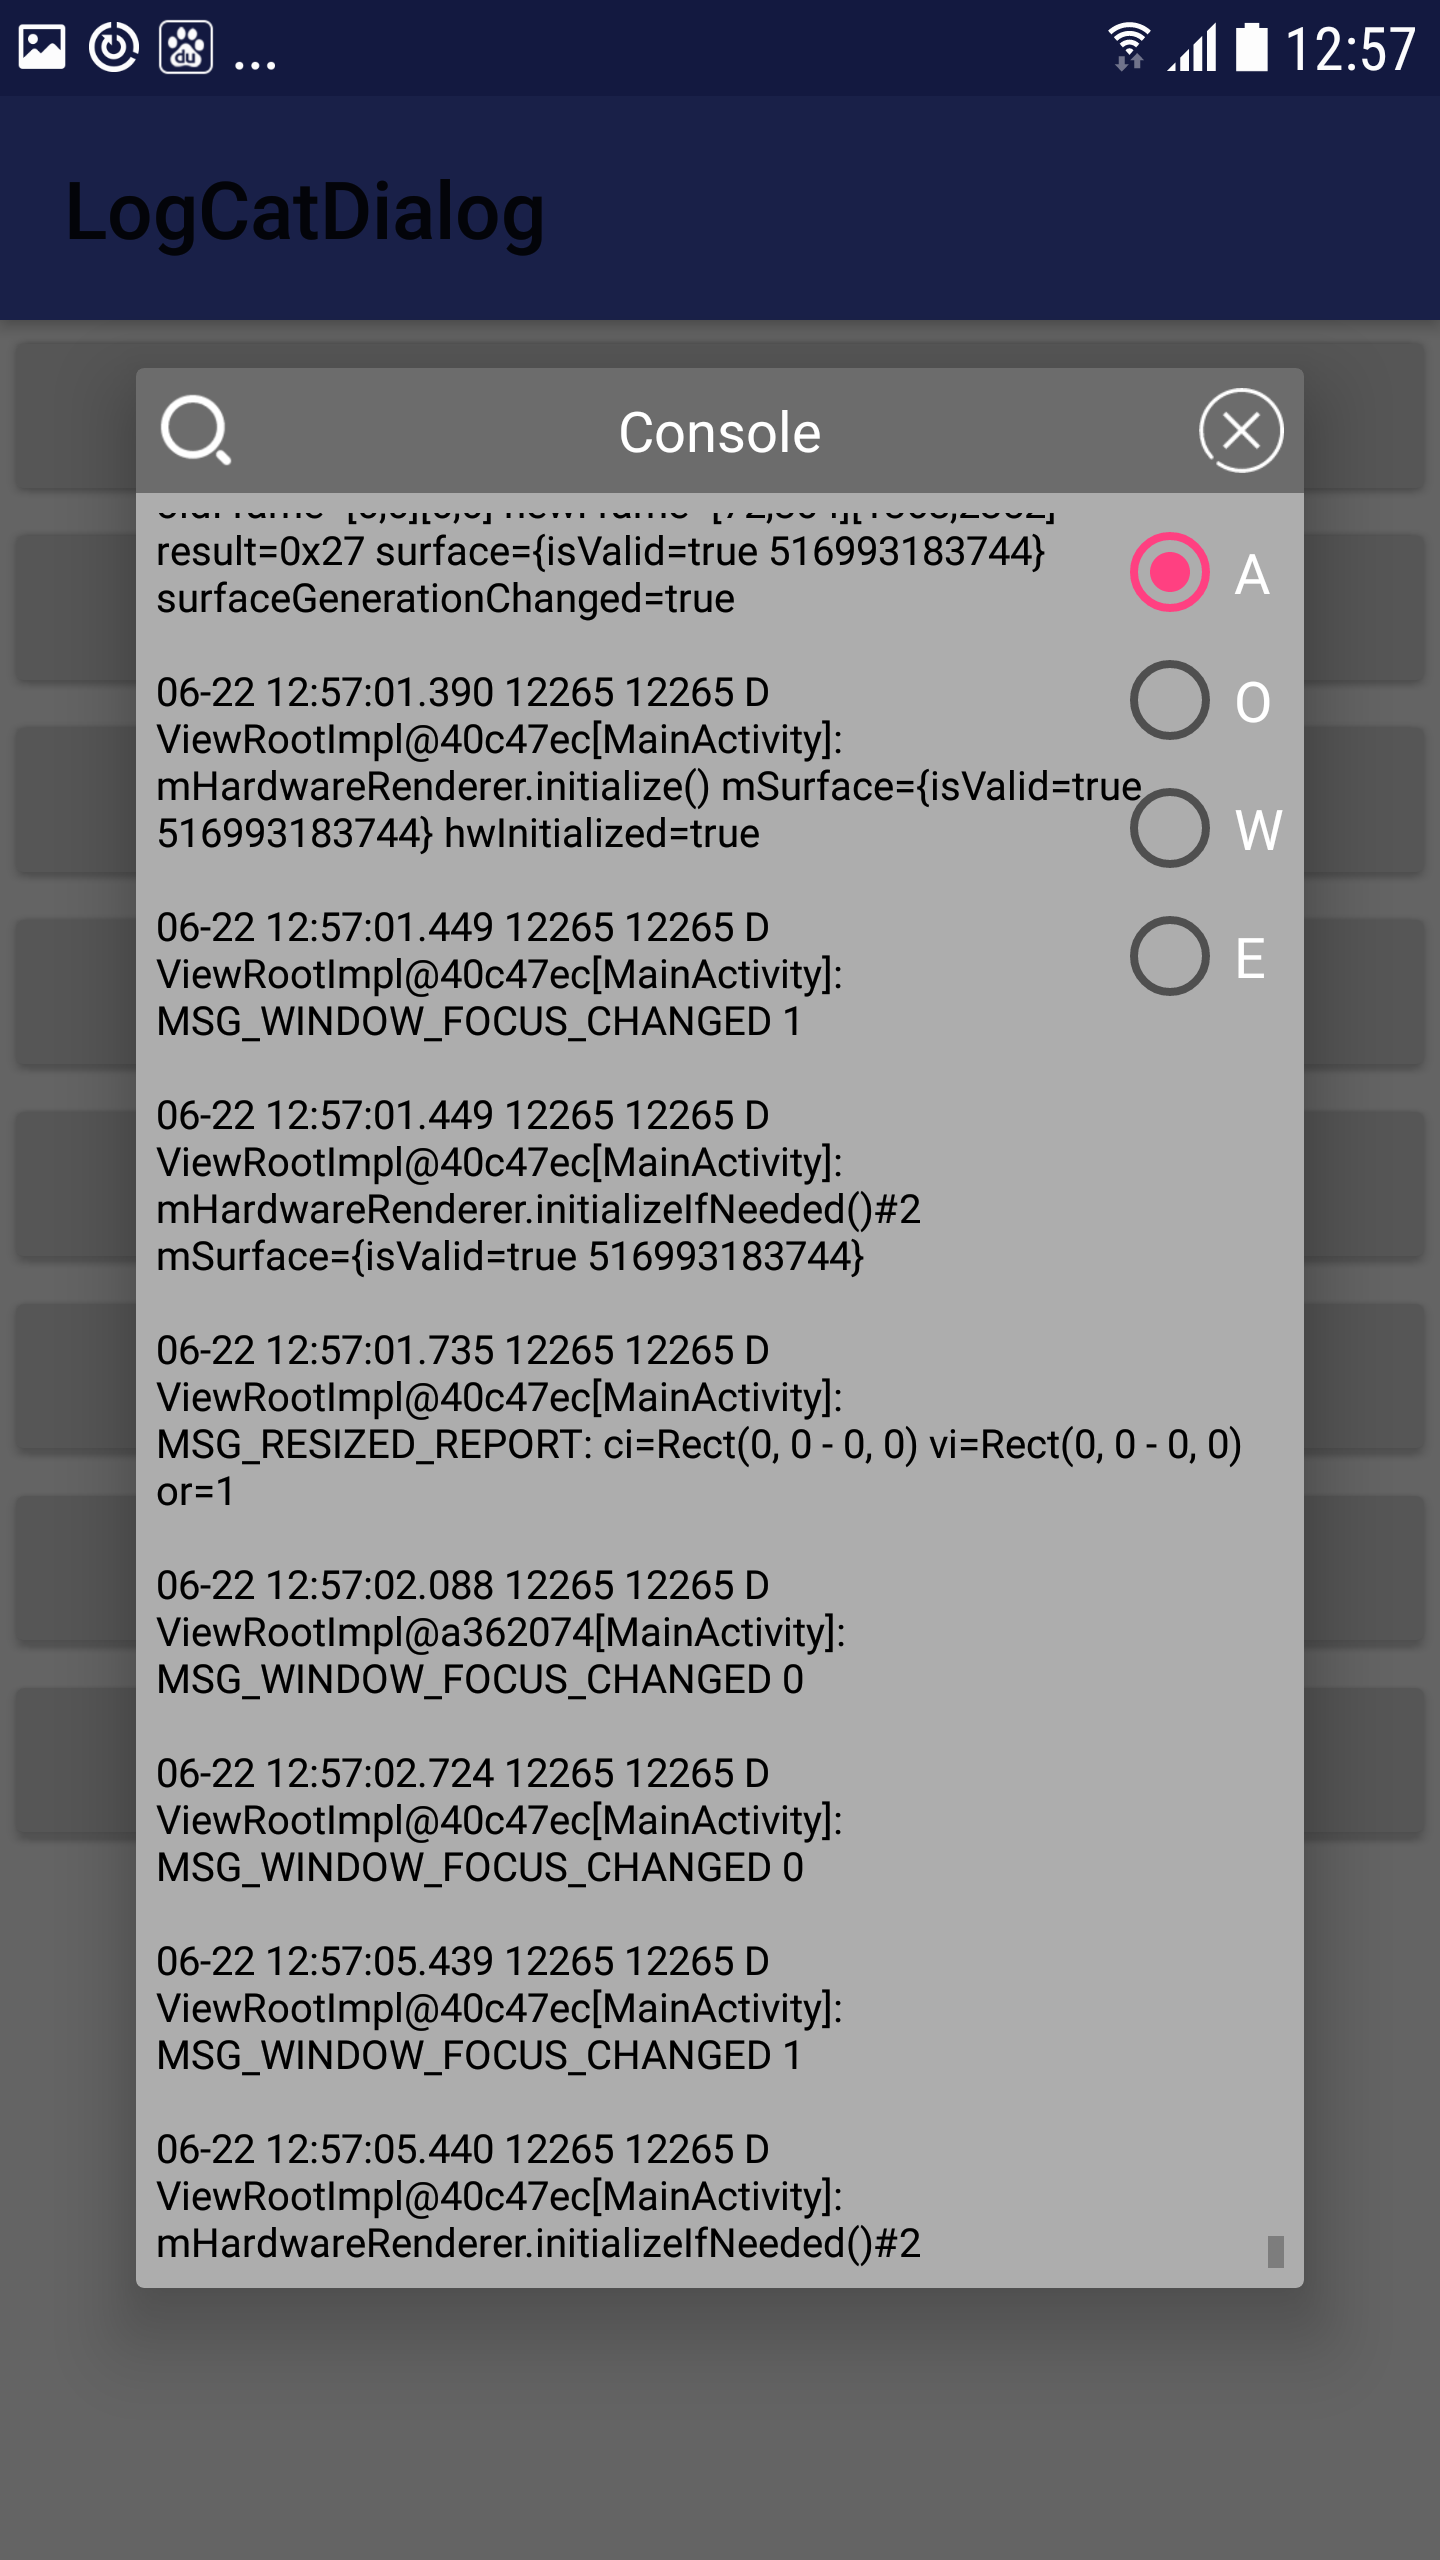 12:57
LogCatDialog
Console
result=0x27 surface={isValid=true 516993183744}
surfaceGenerationChanged=true
06-22 12:57:01.390 12265 12265 D
ViewRootImpl@40c47ec[MainActivity]:
mHardwareRenderer.initialize() mSurface={isValid=true
516993183744} hwInitialized=true
06-22 12:57:01.449 12265 12265 D
ViewRootImpl@40c47ec[MainActivity]:
MSG_WINDOW_FOCUS_CHANGED 1
06-22 12:57:01.449 12265 12265 D
ViewRootImpl@40c47ec[MainActivity]:
mHardwareRenderer.initializeIfNeeded()#2
mSurface={isValid=true 516993183744}
06-22 12:57:01.735 12265 12265 D
ViewRootImpl@40c47ec[MainActivity]:
MSG_RESIZED_REPORT: ci=Rect(0, 0 - 0, 0) vi=Rect(0, 0 - 0, 0)
or=1
06-22 12:57:02.088 12265 12265 D
ViewRootImpl@a362074[MainActivity]:
MSG_WINDOW_FOCUS_CHANGED 0
06-22 12:57:02.724 12265 12265 D
ViewRootImpl@40c47ec[MainActivity]:
MSG_WINDOW_FOCUS_CHANGED 0
06-22 12:57:05.439 12265 12265 D
ViewRootImpl@40c47ec[MainActivity]:
MSG_WINDOW_FOCUS_CHANGED 1
06-22 12:57:05.440 12265 12265 D
ViewRootImpl@40c47ec[MainActivity]:
mHardwareRenderer.initializeIfNeeded()#2
A
O
W
E